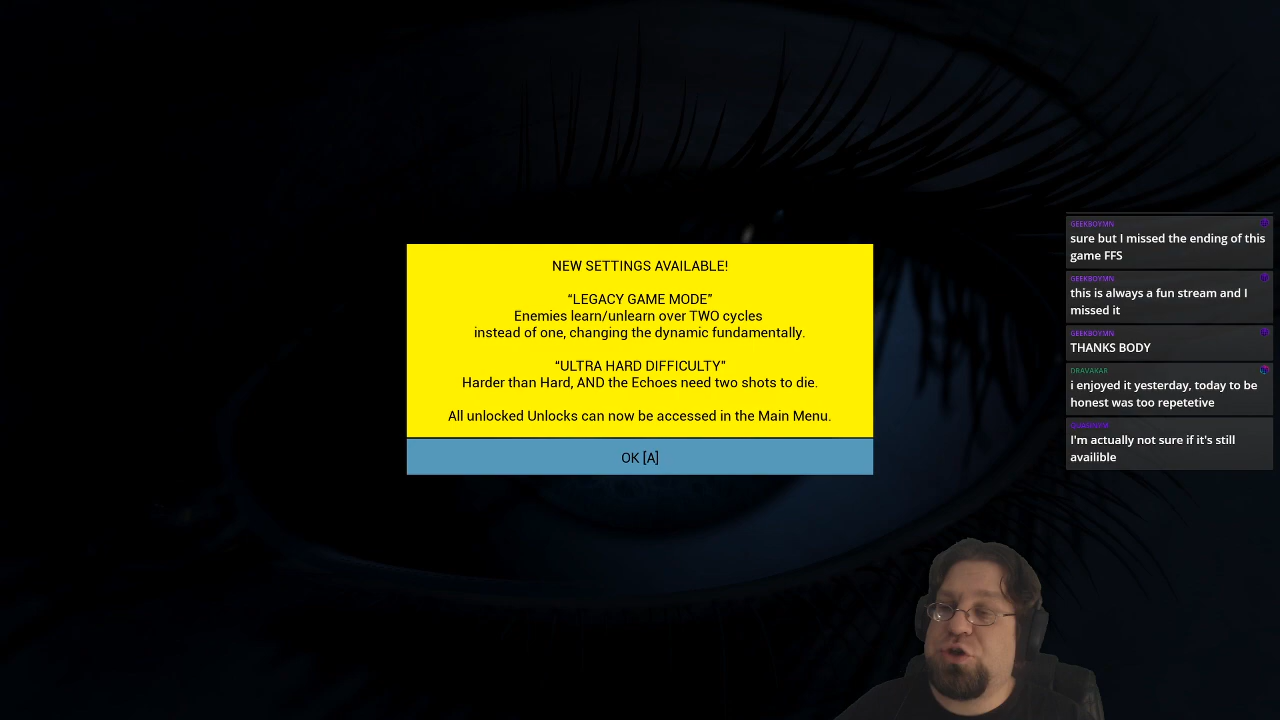 NEW SETTINGS AVAILABLE!
“LEGACY GAME MODE”
Enemies learn/unlearn over TWO cycles
instead of one, changing the dynamic fundamentally.
“ULTRA HARD DIFFICULTY”
Harder than Hard, AND the Echoes need two shots to die.
All unlocked Unlocks can now be accessed in the Main Menu.
OK [A]
GEEKBOYMN
sure but I missed the ending of this
game FFS
GEEKBOYMN
this is always a fun stream and I
missed it
GEEKBOYMN
THANKS BODY
DRAVAKAR
i enjoyed it yesterday, today to be
honest was too repetetive
I'm actually not sure if it's still
availible